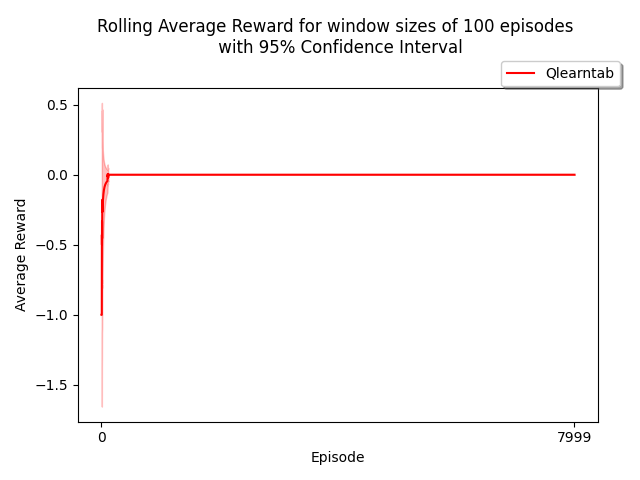 Rolling Average Reward for window sizes of 100 episodes
with 95% Confidence Interval
Qlearntab
0.5
0.0
−0.5
−1.0
−1.5
Average Reward
0
7999
Episode